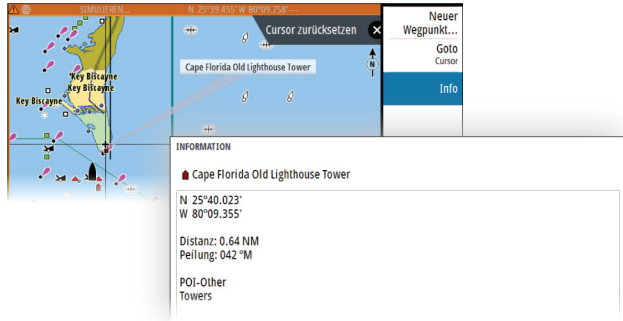 SIMULIEREN...
N 25°39.455' W 80°09.758' ---
Cursor zurücksetzen
Neuer
Wegpunkt...
Goto
Cursor
Info
N
Cape Florida Old Lighthouse Tower
Key Biscayne
Key Biscayne
Key Biscayne
INFORMATION
Cape Florida Old Lighthouse Tower
N 25°40.023'
W 80°09.355'
Distanz: 0.64 NM
Peilung: 042 °M
POI-Other
Towers